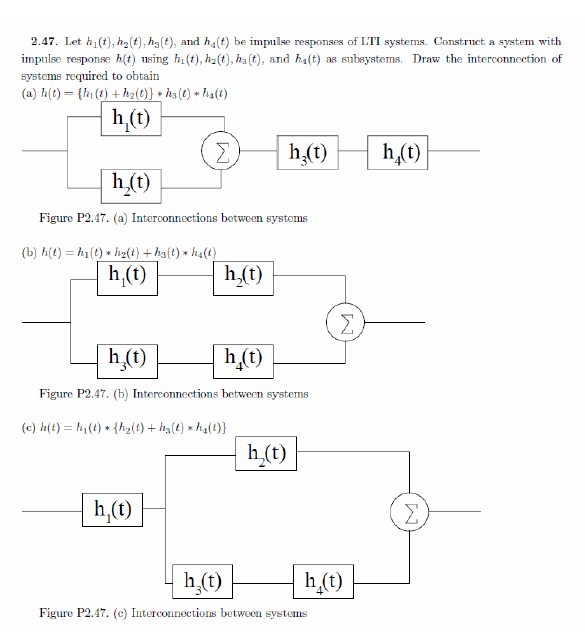 2.47. Let h₁(t), h₂(t), h₃(t), and h₄(t) be impulse responses of LTI systems. Construct a system with
impulse response h(t) using h₁(t), h₂(t), h₃(t), and h₄(t) as subsystems. Draw the interconnection of
systems required to obtain
(a) h(t) = {h₁(t) + h₂(t)} * h₃(t) * h₄(t)
h₁(t)
Σ
h₃(t)
h₄(t)
h₂(t)
Figure P2.47. (a) Interconnections between systems
(b) h(t) = h₁(t) * h₂(t) + h₃(t) * h₄(t)
h₁(t)
h₂(t)
Σ
h₃(t)
h₄(t)
Figure P2.47. (b) Interconnections between systems
(c) h(t) = h₁(t) * {h₂(t) + h₃(t) * h₄(t)}
h₂(t)
h₁(t)
Σ
h₃(t)
h₄(t)
Figure P2.47. (c) Interconnections between systems